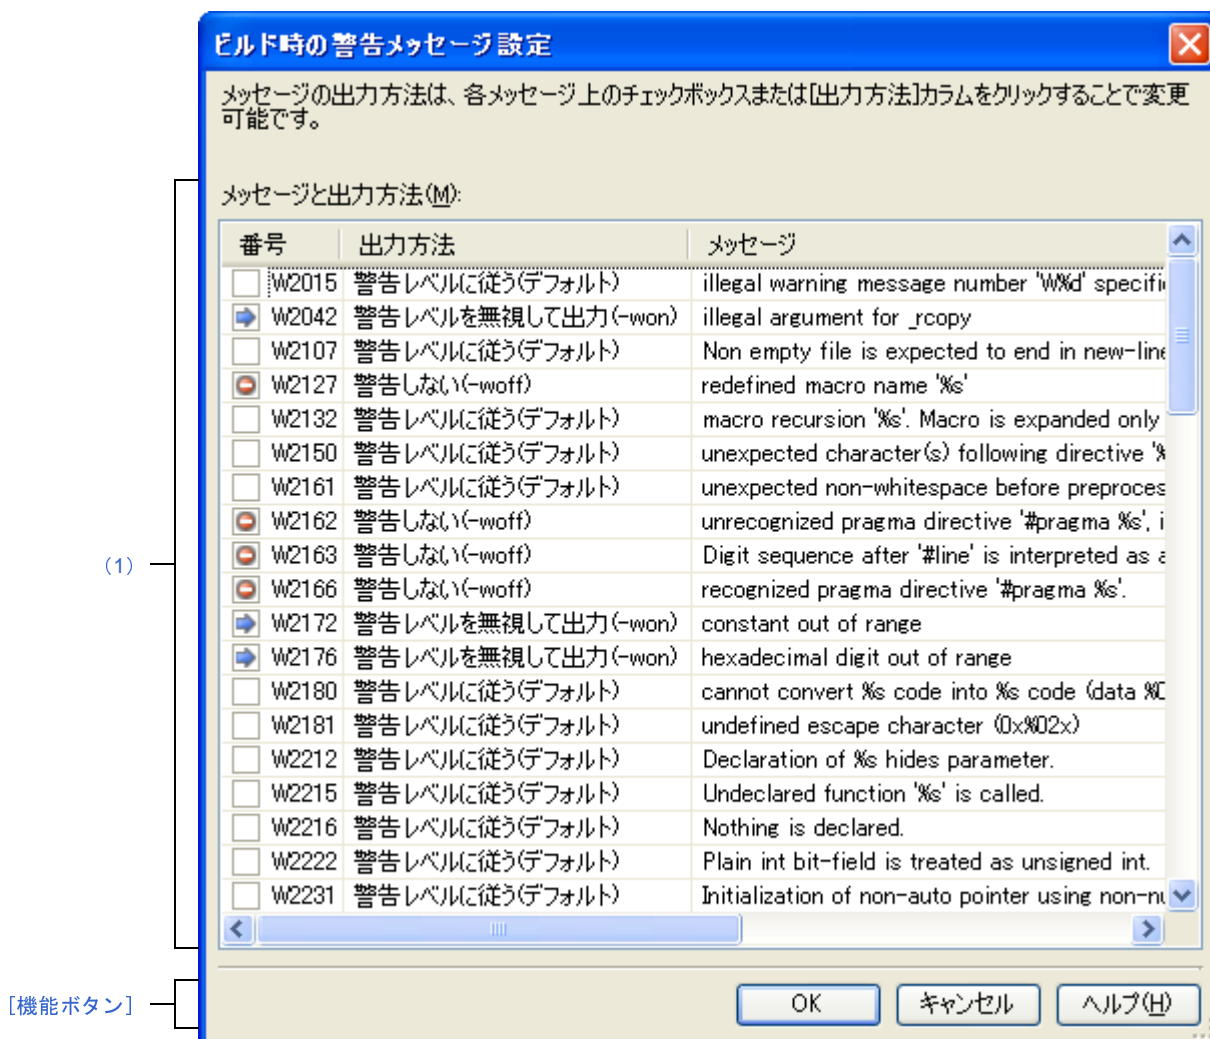 ビルド時の警告メッセージ設定
メッセージの出力方法は、各メッセージ上のチェックボックスまたは[出力方法]カラムをクリックすることで変更
可能です。
メッセージと出力方法(M):
番号 出力方法 メッセージ
W2015 警告レベルに従う(デフォルト) illegal warning message number 'W%d' specifi
W2042 警告レベルを無視して出力(-won) illegal argument for _rcopy
W2107 警告レベルに従う(デフォルト) Non empty file is expected to end in new-line
W2127 警告しない(-woff) redefined macro name '%s'
W2132 警告レベルに従う(デフォルト) macro recursion '%s'. Macro is expanded only
W2150 警告レベルに従う(デフォルト) unexpected character(s) following directive '%
W2161 警告レベルに従う(デフォルト) unexpected non-whitespace before preproces
W2162 警告しない(-woff) unrecognized pragma directive '#pragma %s', i
(1)
W2163 警告しない(-woff) Digit sequence after '#line' is interpreted as a
W2166 警告しない(-woff) recognized pragma directive '#pragma %s'.
W2172 警告レベルを無視して出力(-won) constant out of range
W2176 警告レベルを無視して出力(-won) hexadecimal digit out of range
W2180 警告レベルに従う(デフォルト) cannot convert %s code into %s code (data %0
W2181 警告レベルに従う(デフォルト) undefined escape character (0x%02x)
W2212 警告レベルに従う(デフォルト) Declaration of %s hides parameter.
W2215 警告レベルに従う(デフォルト) Undeclared function '%s' is called.
W2216 警告レベルに従う(デフォルト) Nothing is declared.
W2222 警告レベルに従う(デフォルト) Plain int bit-field is treated as unsigned int.
W2231 警告レベルに従う(デフォルト) Initialization of non-auto pointer using non-nu
[機能ボタン]
OK キャンセル ヘルプ(H)